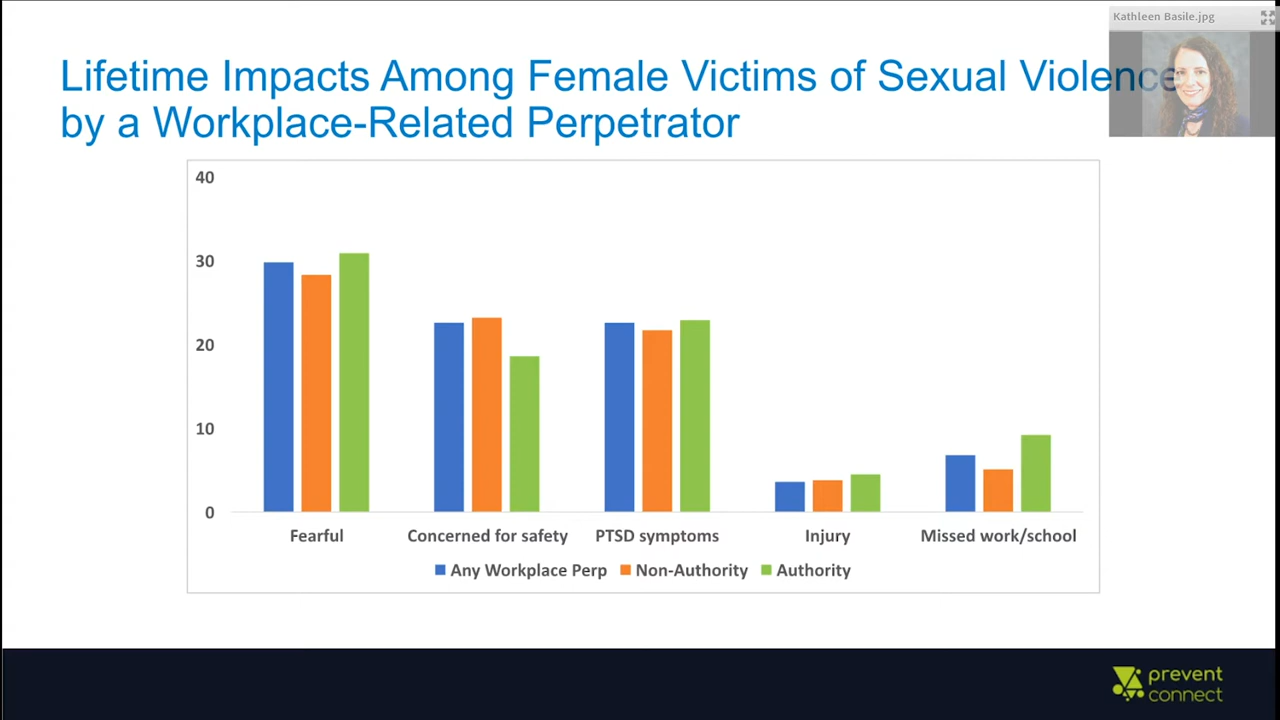 Kathleen Basile.jpg
Lifetime Impacts Among Female Victims of Sexual Violence
by a Workplace-Related Perpetrator
40
30
20
10
0
Fearful Concerned for safety PTSD symptoms Injury Missed work/school
Any Workplace Perp Non-Authority Authority
prevent
connect